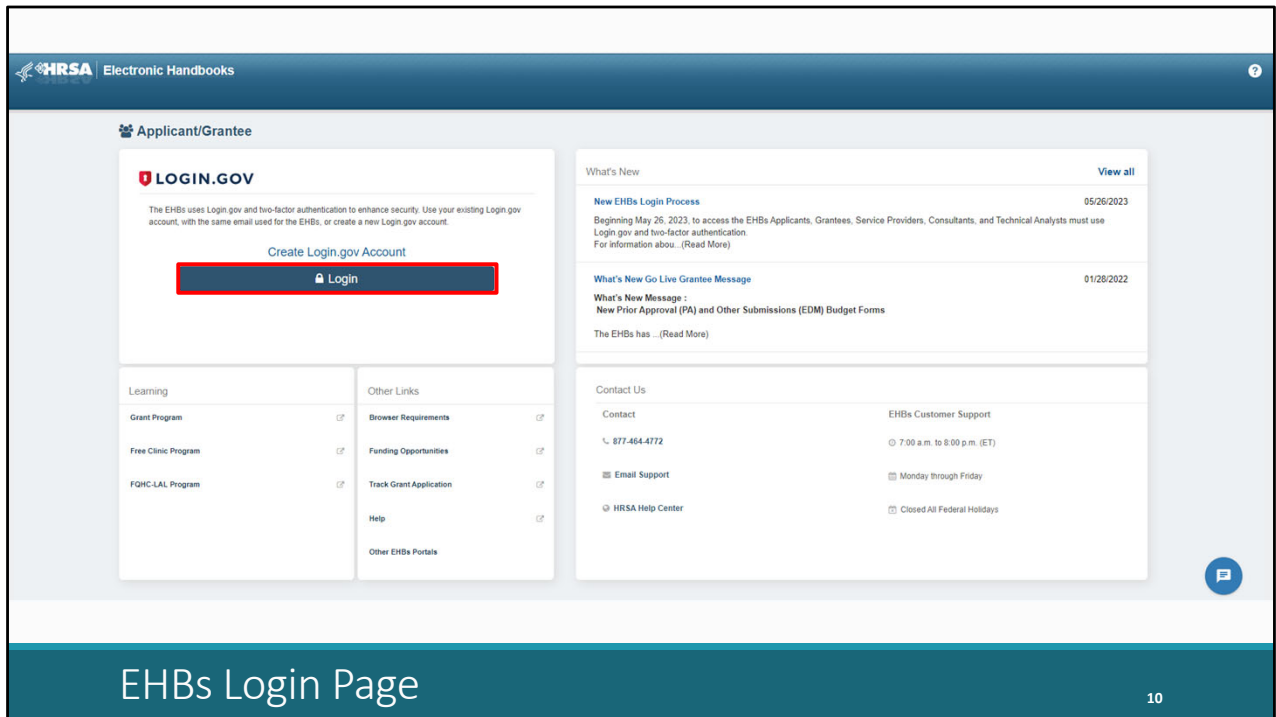 HRSA Electronic Handbooks
?
Applicant/Grantee
LOGIN.GOV
The EHBs uses Login.gov and two-factor authentication to enhance security. Use your existing Login.gov
account, with the same email used for the EHBs, or create a new Login.gov account.
Create Login.gov Account
Login
What's New View all
New EHBs Login Process 05/26/2023
Beginning May 26, 2023, to access the EHBs Applicants, Grantees, Service Providers, Consultants, and Technical Analysts must use
Login.gov and two-factor authentication.
For information abou...(Read More)
What's New Go Live Grantee Message 01/28/2022
What's New Message :
New Prior Approval (PA) and Other Submissions (EDM) Budget Forms
The EHBs has ...(Read More)
Learning
Grant Program
Free Clinic Program
FQHC-LAL Program
Other Links
Browser Requirements
Funding Opportunities
Track Grant Application
Help
Other EHBs Portals
Contact Us
Contact
877-464-4772
Email Support
HRSA Help Center
EHBs Customer Support
7:00 a.m. to 8:00 p.m. (ET)
Monday through Friday
Closed All Federal Holidays
EHBs Login Page
10